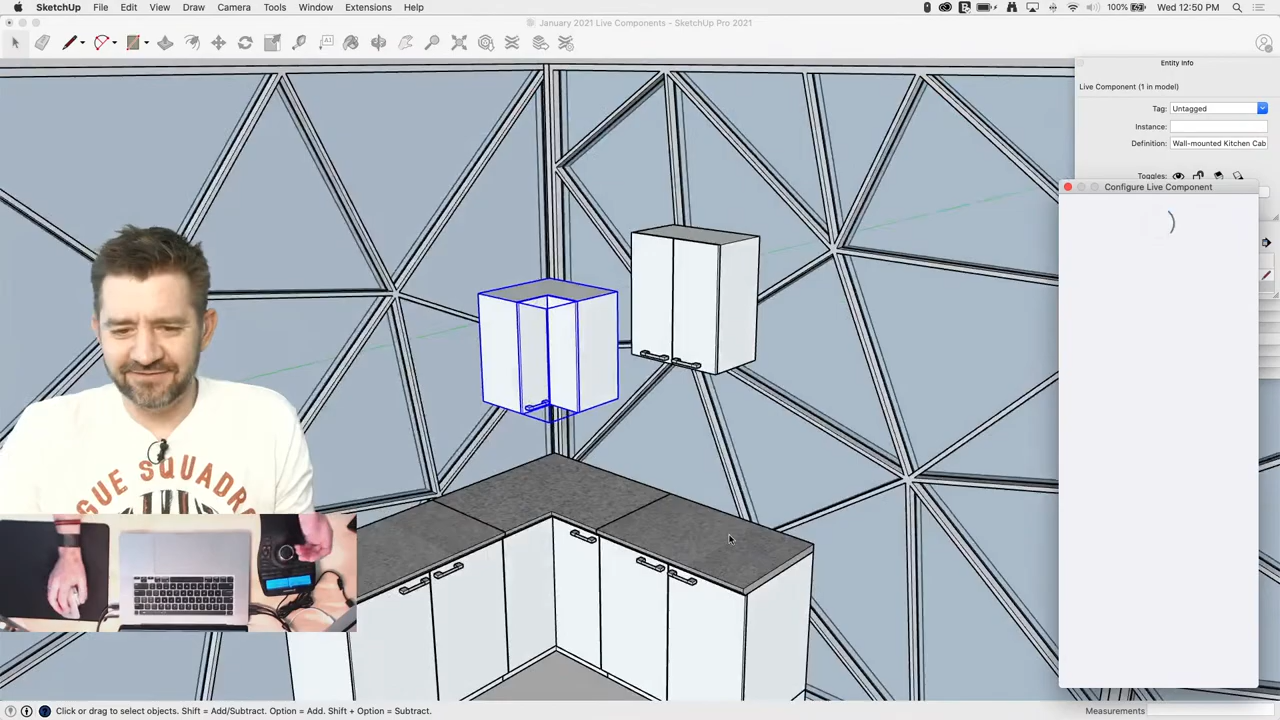 SketchUp File Edit View Draw Camera Tools Window Extensions Help 100% Wed 12:50 PM
January 2021 Live Components - SketchUp Pro 2021
Entity Info
Live Component (1 in model)
Tag: Untagged
Instance:
Definition: Wall-mounted Kitchen Cab
Toggles:
Configure Live Component
SQUADR
Click or drag to select objects. Shift = Add/Subtract. Option = Add. Shift + Option = Subtract.
Measurements